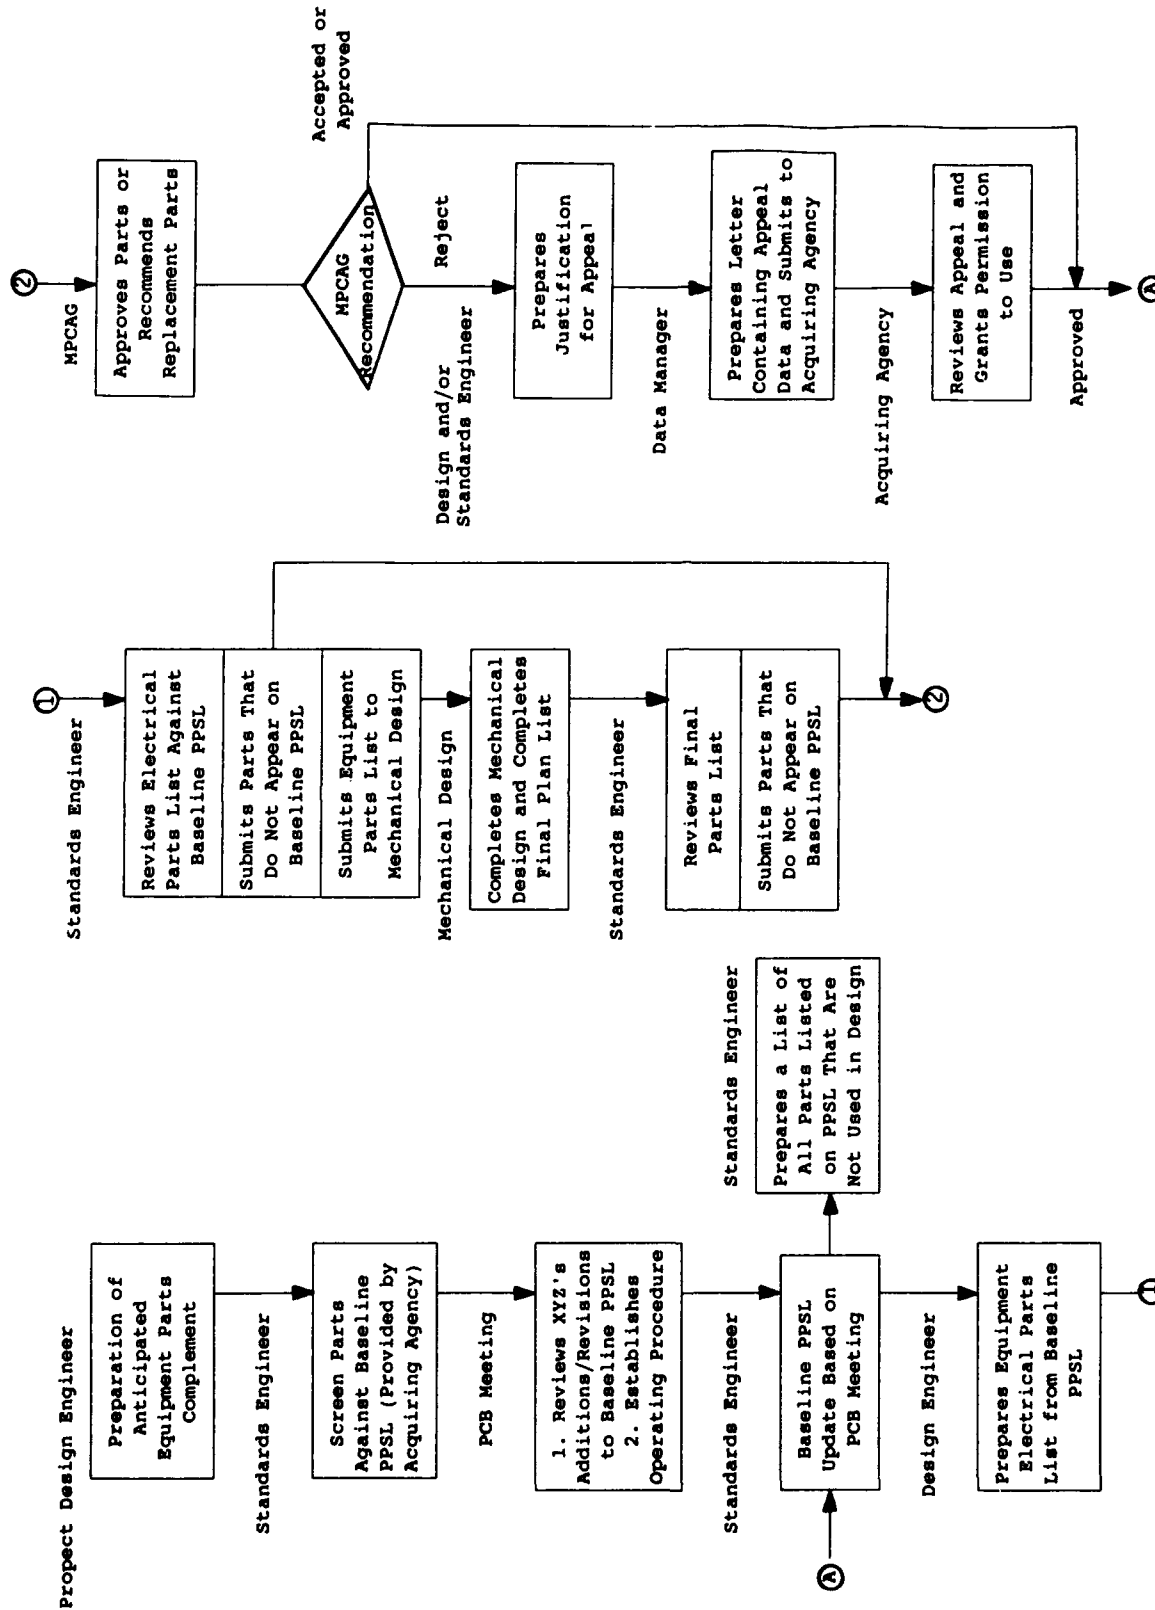 Propect Design Engineer
Preparation of
Anticipated
Equipment Parts
Complement
Standards Engineer
Screen Parts
Against Baseline
PPSL (Provided by
Acquiring Agency)
PCB Meeting
1. Reviews XYZ's
Additions/Revisions
to Baseline PPSL
2. Establishes
Operating Procedure
Standards Engineer
A
Baseline PPSL
Update Based on
PCB Meeting
Standards Engineer
Prepares a List of
All Parts Listed
on PPSL That Are
Not Used in Design
Design Engineer
Prepares Equipment
Electrical Parts
List from Baseline
PPSL
1
1
Standards Engineer
Reviews Electrical
Parts List Against
Baseline PPSL
Submits Parts That
Do Not Appear on
Baseline PPSL
Submits Equipment
Parts List to
Mechanical Design
Mechanical Design
Completes Mechanical
Design and Completes
Final Plan List
Standards Engineer
Reviews Final
Parts List
Submits Parts That
Do Not Appear on
Baseline PPSL
2
2
MPCAG
Approves Parts or
Recommends
Replacement Parts
MPCAG
Recommendation
Accepted or
Approved
Reject
Design and/or
Standards Engineer
Prepares
Justification
for Appeal
Data Manager
Prepares Letter
Containing Appeal
Data and Submits to
Acquiring Agency
Acquiring Agency
Reviews Appeal and
Grants Permission
to Use
Approved
A